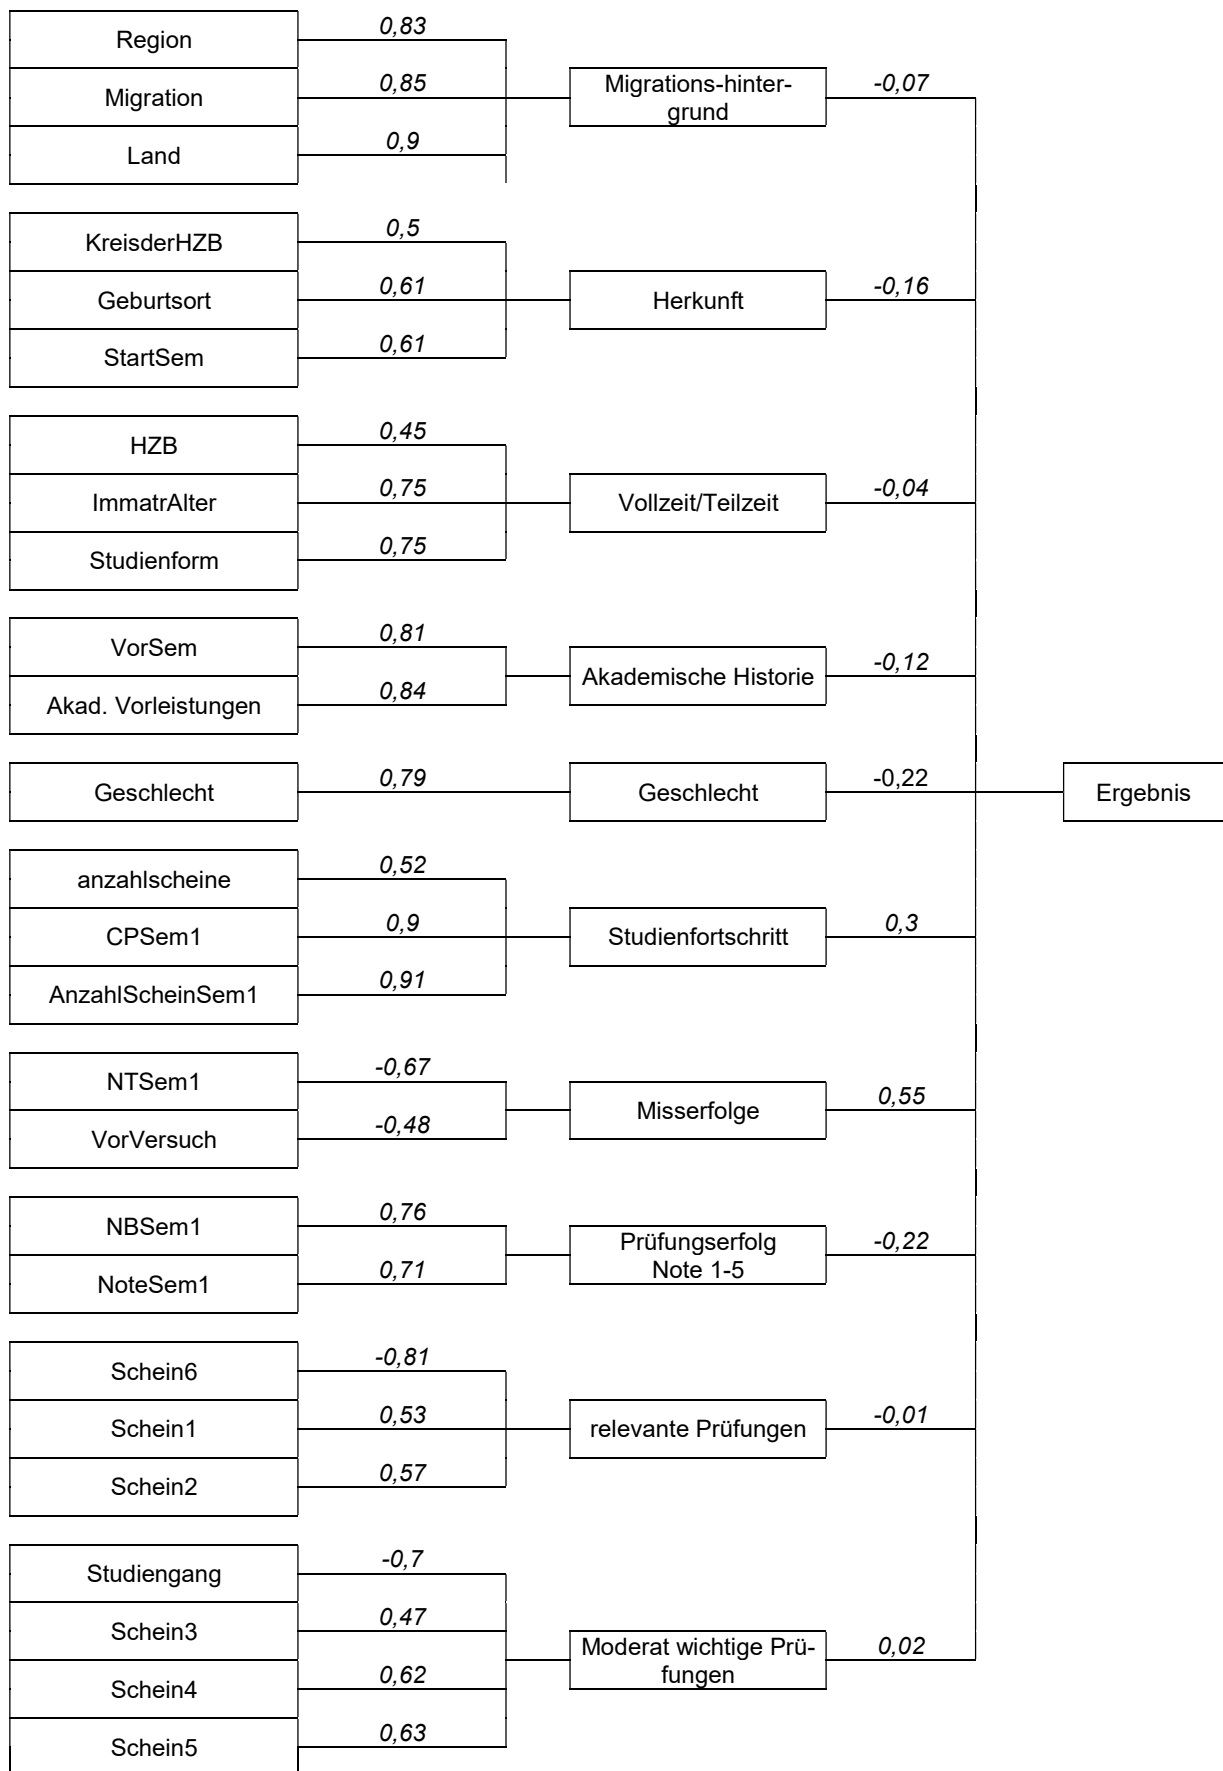 Region
0,83
Migration
0,85
Land
0,9
Migrations-hinter-
grund
-0,07
KreisderHZB
0,5
Geburtsort
0,61
StartSem
0,61
Herkunft
-0,16
HZB
0,45
ImmatrAlter
0,75
Studienform
0,75
Vollzeit/Teilzeit
-0,04
VorSem
0,81
Akad. Vorleistungen
0,84
Akademische Historie
-0,12
Geschlecht
0,79
Geschlecht
-0,22
Ergebnis
anzahlscheine
0,52
CPSem1
0,9
AnzahlScheinSem1
0,91
Studienfortschritt
0,3
NTSem1
-0,67
VorVersuch
-0,48
Misserfolge
0,55
NBSem1
0,76
NoteSem1
0,71
Prüfungserfolg
Note 1-5
-0,22
Schein6
-0,81
Schein1
0,53
Schein2
0,57
relevante Prüfungen
-0,01
Studiengang
-0,7
Schein3
0,47
Schein4
0,62
Schein5
0,63
Moderat wichtige Prü-
fungen
0,02